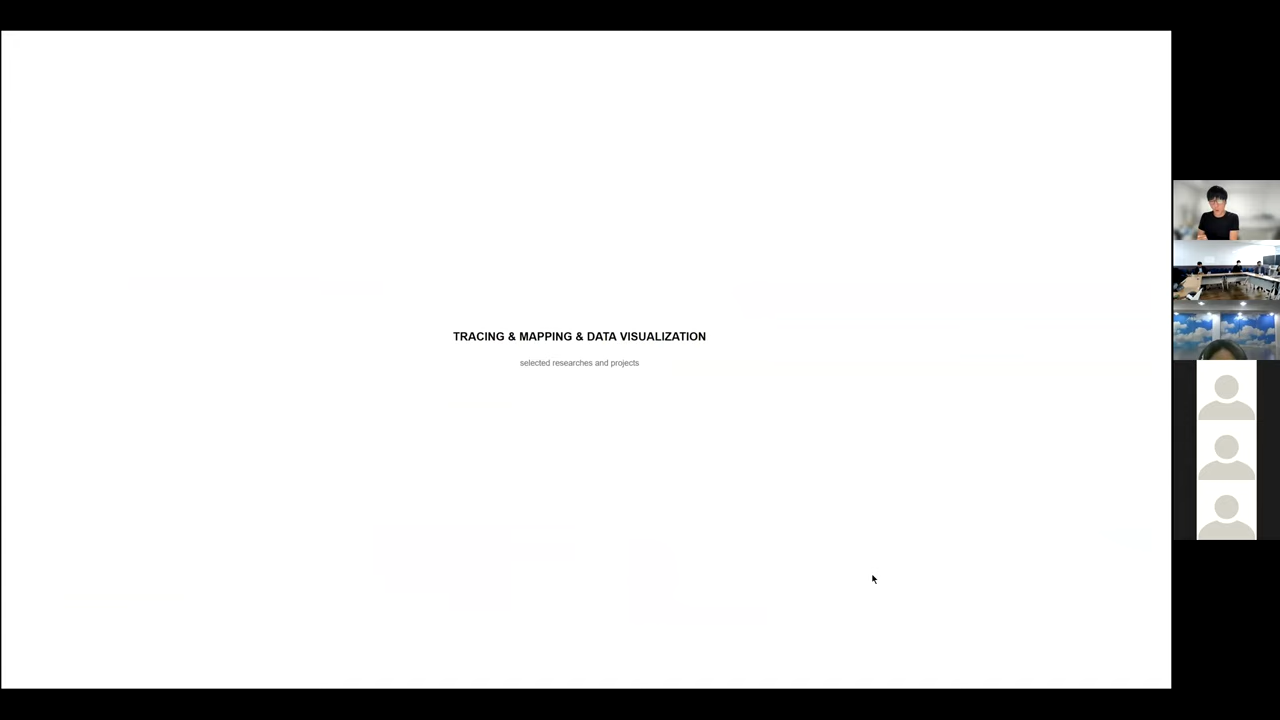 TRACING & MAPPING & DATA VISUALIZATION
selected researches and projects